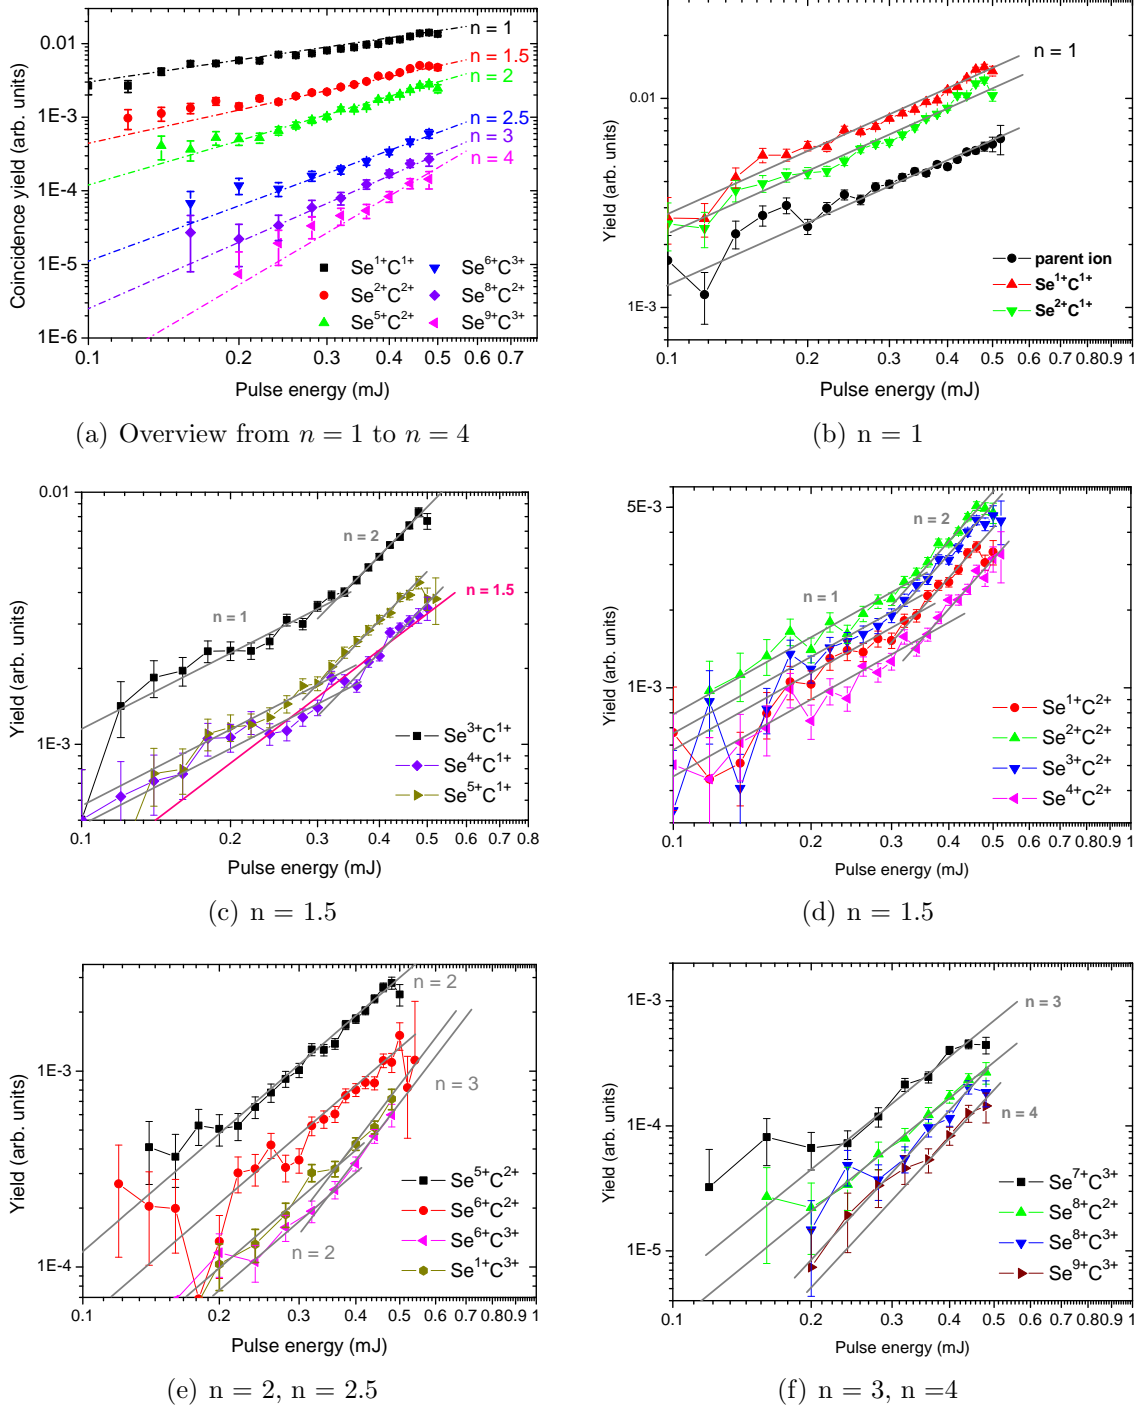 0.01
1E-3
1E-4
1E-5
1E-6
0.1 0.2 0.3 0.4 0.5 0.6 0.7
Coincidence yield (arb. units)
Pulse energy (mJ)
n = 1
n = 1.5
n = 2
n = 2.5
n = 3
n = 4
Se1+C1+ Se6+C3+
Se2+C2+ Se8+C2+
Se5+C2+ Se9+C3+
(a) Overview from n = 1 to n = 4
0.01
1E-3
0.1 0.2 0.3 0.4 0.5 0.6 0.7 0.8 0.9 1
Yield (arb. units)
Pulse energy (mJ)
n = 1
parent ion
Se1+C1+
Se2+C1+
(b) n = 1
0.01
1E-3
0.1 0.2 0.3 0.4 0.5 0.6 0.7 0.8
Yield (arb. units)
Pulse energy (mJ)
n = 2
n = 1
n = 1.5
Se3+C1+
Se4+C1+
Se5+C1+
(c) n = 1.5
5E-3
1E-3
0.1 0.2 0.3 0.4 0.5 0.6 0.7 0.8 0.9 1
Yield (arb. units)
Pulse energy (mJ)
n = 2
n = 1
Se1+C2+
Se2+C2+
Se3+C2+
Se4+C2+
(d) n = 1.5
1E-3
1E-4
0.1 0.2 0.3 0.4 0.5 0.6 0.7 0.8 0.9 1
Yield (arb. units)
Pulse energy (mJ)
n = 2
n = 3
n = 2
Se5+C2+
Se6+C2+
Se6+C3+
Se1+C3+
(e) n = 2, n = 2.5
1E-3
1E-4
1E-5
0.1 0.2 0.3 0.4 0.5 0.6 0.7 0.8 0.9 1
Yield (arb. units)
Pulse energy (mJ)
n = 3
n = 4
Se7+C3+
Se8+C2+
Se8+C3+
Se9+C3+
(f) n = 3, n =4